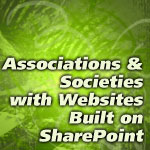 Associations &
Societies
with Websites
Built on
SharePoint